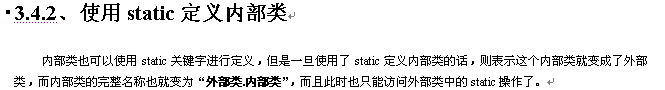 3.4.2、使用 static 定义内部类
内部类也可以使用 static 关键字进行定义，但是一旦使用了 static 定义内部类的话，则表示这个内部类就变成了外部
类，而内部类的完整名称也就变为“外部类.内部类”，而且此时也只能访问外部类中的 static 操作了。